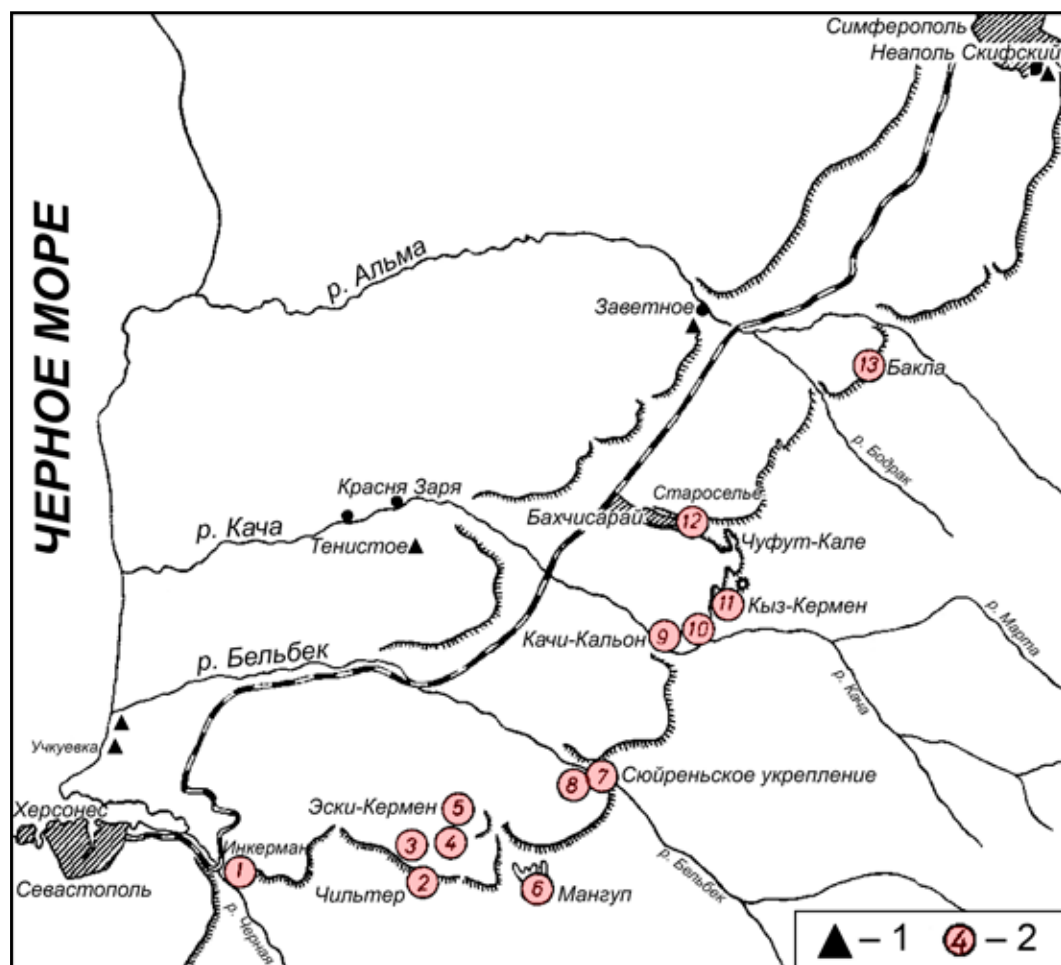 Симферополь
Неаполь Скифский
ЧЕРНОЕ МОРЕ
р. Альма
Заветное
13 Бакла
р. Бодрак
Красня Заря
Староселье
р. Кача
Бахчисарай 12
Тенистое
Чуфут-Кале
11 Кыз-Кермен
Качи-Кальон 9 10
р. Марта
р. Бельбек
р. Кача
Учкуевка
8 7 Сюйреньское укрепление
Эски-Кермен 5
Херсонес
3 4
Инкерман
1
Чильтер 2
6 Мангуп
Севастополь
р. Бельбек
р. Черная
– 1 4 – 2